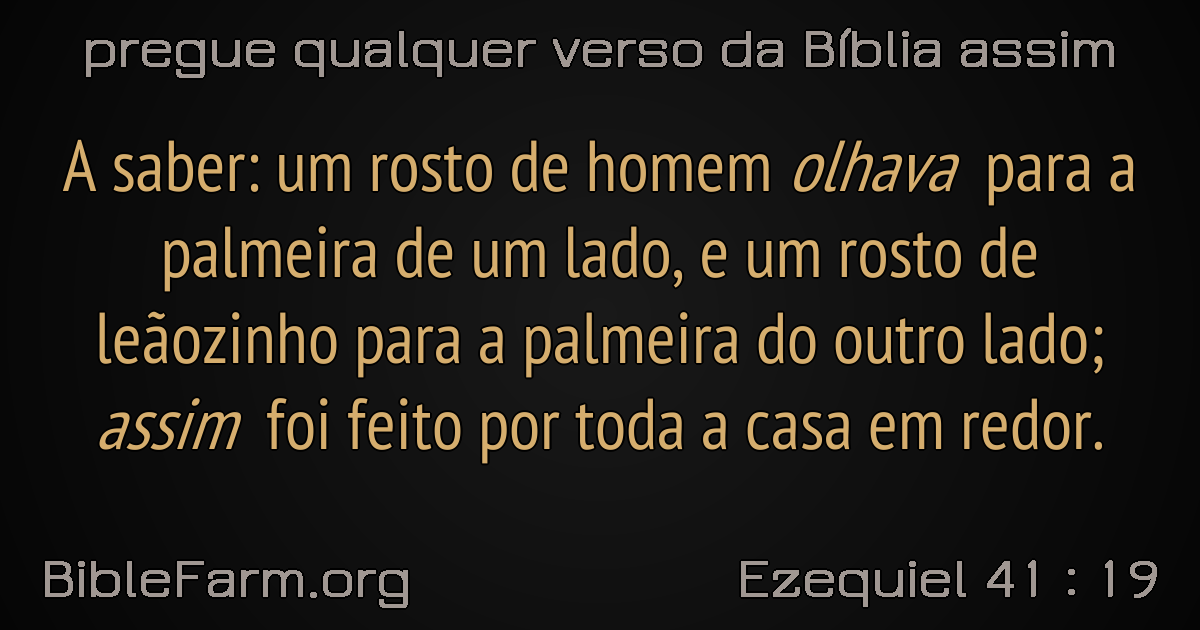 pregue qualquer verso da Bíblia assim
A saber: um rosto de homem olhava para a
palmeira de um lado, e um rosto de
leãozinho para a palmeira do outro lado;
assim foi feito por toda a casa em redor.
BibleFarm.org
Ezequiel 41 : 19